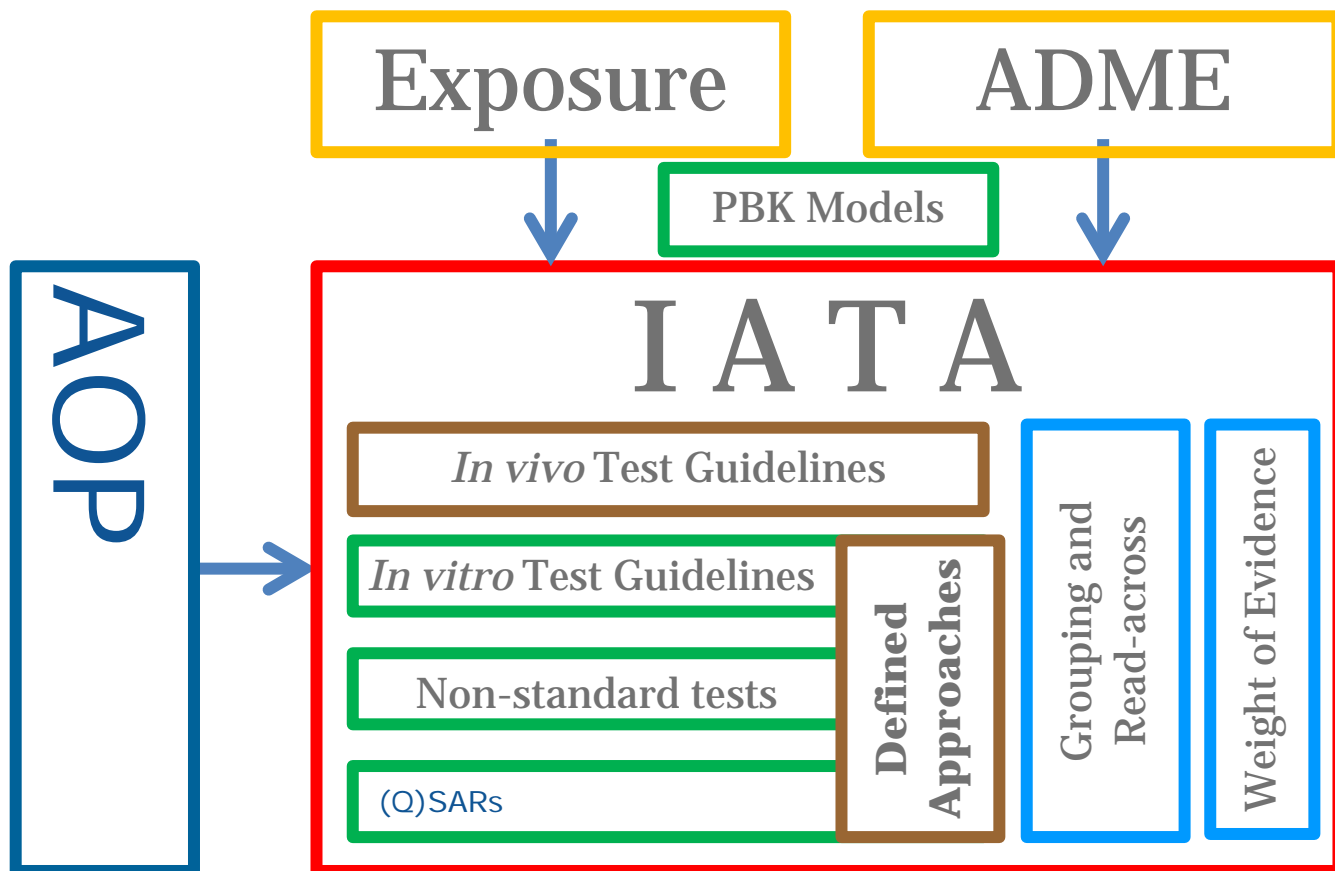 Exposure
ADME
PBK Models
AOP
I A T A
In vivo Test Guidelines
In vitro Test Guidelines
Non-standard tests
(Q)SARs
Defined
Approaches
Grouping and
Read-across
Weight of Evidence